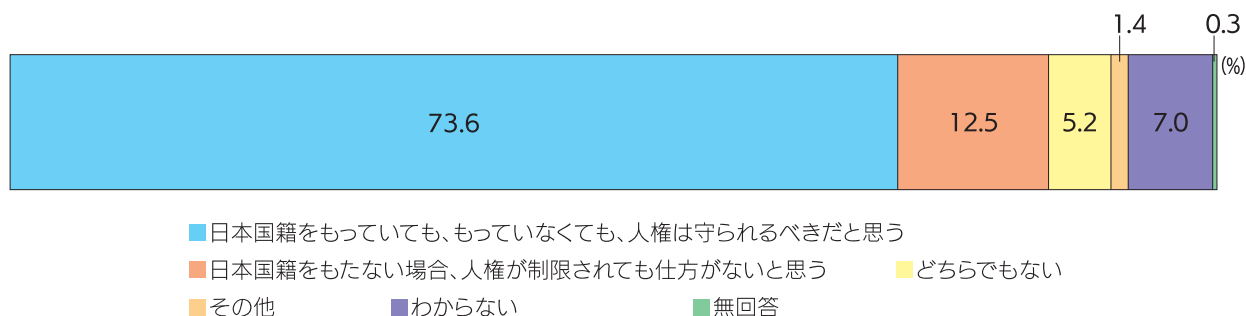 1.4 0.3
(%)
73.6 12.5 5.2 7.0
日本国籍をもっていても、もっていなくても、人権は守られるべきだと思う
日本国籍をもたない場合、人権が制限されても仕方がないと思う どちらでもない
その他 わからない 無回答